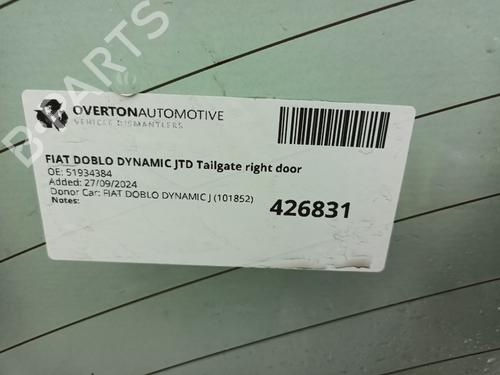 OVERTONAUTOMOTIVE
VEHICLE DISMANTLERS
FIAT DOBLO DYNAMIC JTD Tailgate right door
OE: 51934384
Added: 27/09/2024
Donor Car: FIAT DOBLO DYNAMIC J (101852)
Notes:
426831
B-PARTS